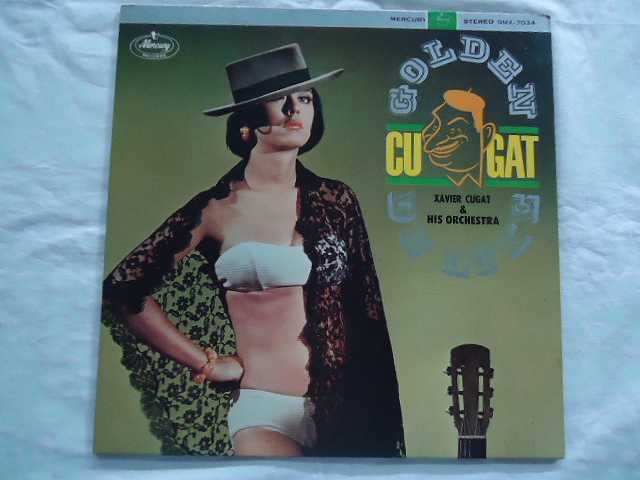 MERCURY
STEREO SMX-7034
Mercury
RECORDS
GOLDEN
CU GAT
XAVIER CUGAT
&
HIS ORCHESTRA